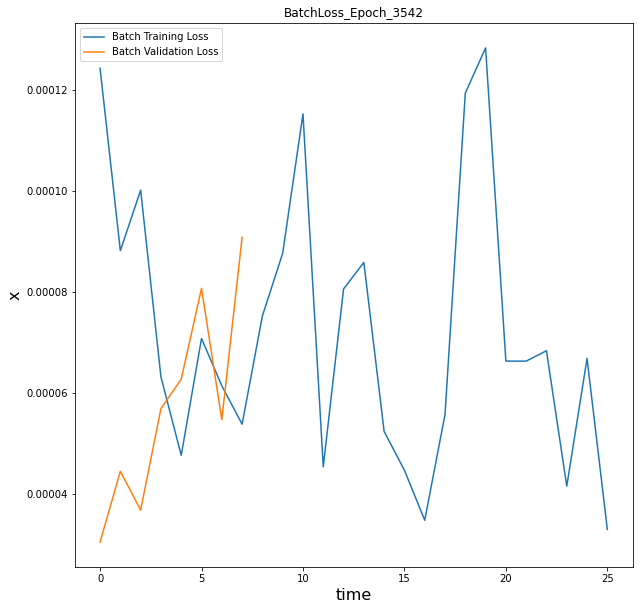 BatchLoss_Epoch_3542
Batch Training Loss
Batch Validation Loss
0.00012
0.00010
0.00008
0.00006
0.00004
x
0 5 10 15 20 25
time